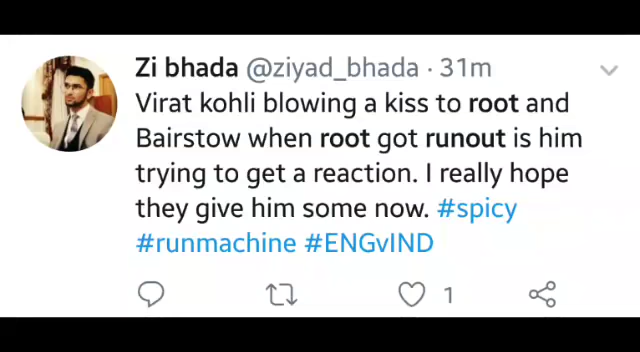 Zi bhada @ziyad_bhada · 31m
Virat kohli blowing a kiss to root and
Bairstow when root got runout is him
trying to get a reaction. I really hope
they give him some now. #spicy
#runmachine #ENGvIND
1